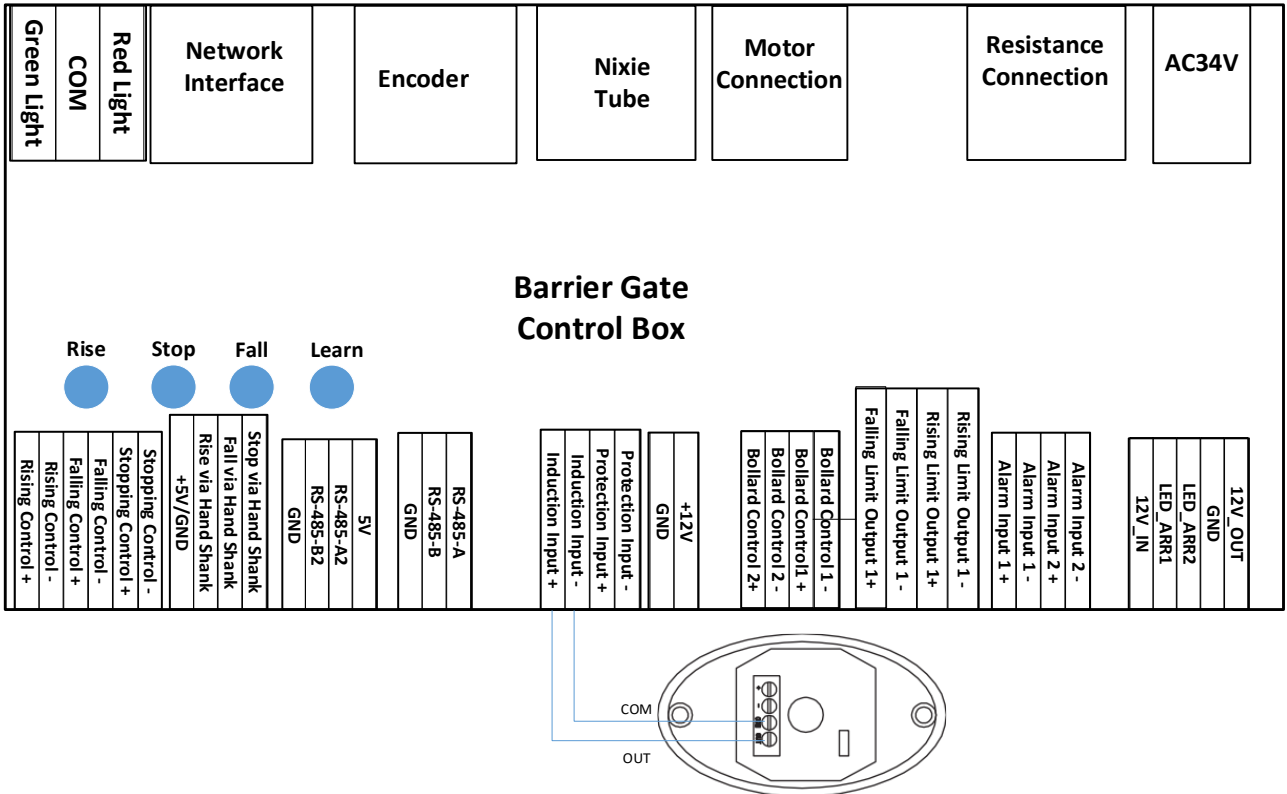 Green Light
COM
Red Light
Network
Interface
Encoder
Nixie
Tube
Motor
Connection
Resistance
Connection
AC34V
Barrier Gate
Control Box
Rise
Stop
Fall
Learn
Rising Control +
Rising Control -
Falling Control +
Falling Control -
Stopping Control +
Stopping Control -
+5V/GND
Rise via Hand Shank
Fall via Hand Shank
Stop via Hand Shank
GND
RS-485-B2
RS-485-A2
5V
GND
RS-485-B
RS-485-A
Induction Input +
Induction Input -
Protection Input +
Protection Input -
GND
+12V
Bollard Control 2+
Bollard Control 2 -
Bollard Control1 +
Bollard Control 1 -
Falling Limit Output 1+
Falling Limit Output 1 -
Rising Limit Output 1+
Rising Limit Output 1 -
Alarm Input 1 +
Alarm Input 1 -
Alarm Input 2 +
Alarm Input 2 -
12V_IN
LED_ARR1
LED_ARR2
GND
12V_OUT
+
-
COM
OUT